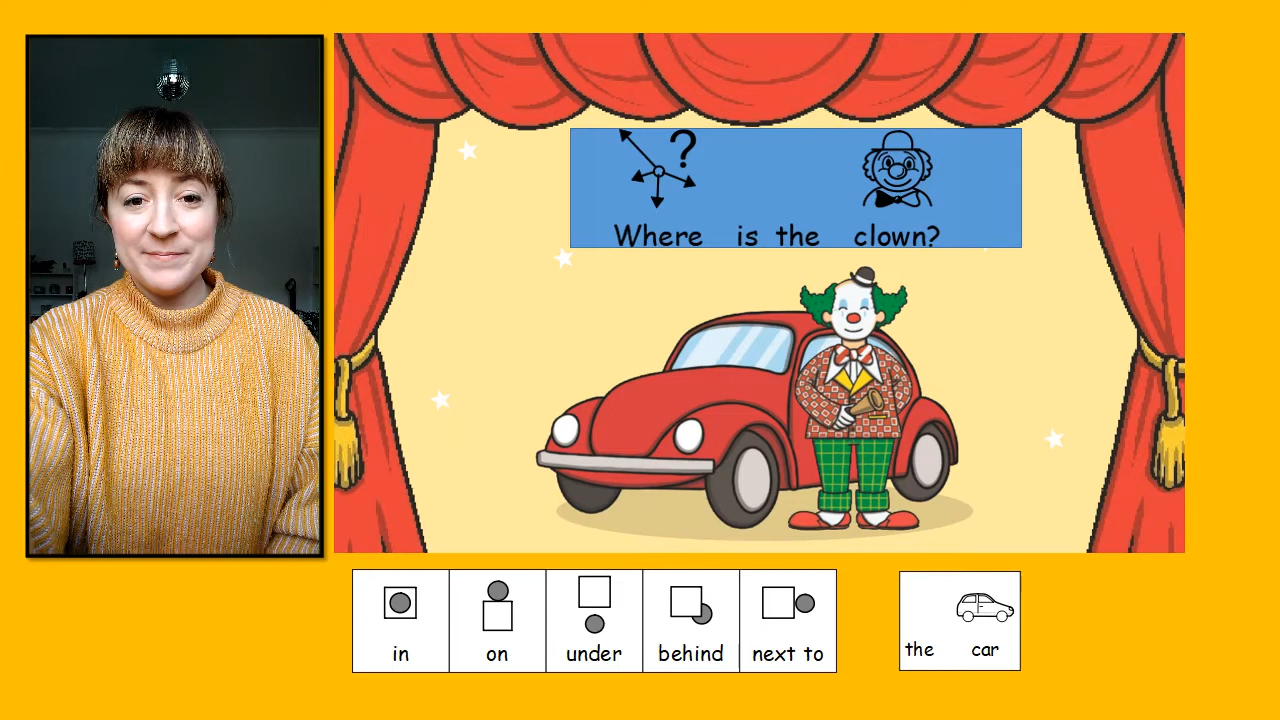 Where is the clown?
in on under behind next to the car